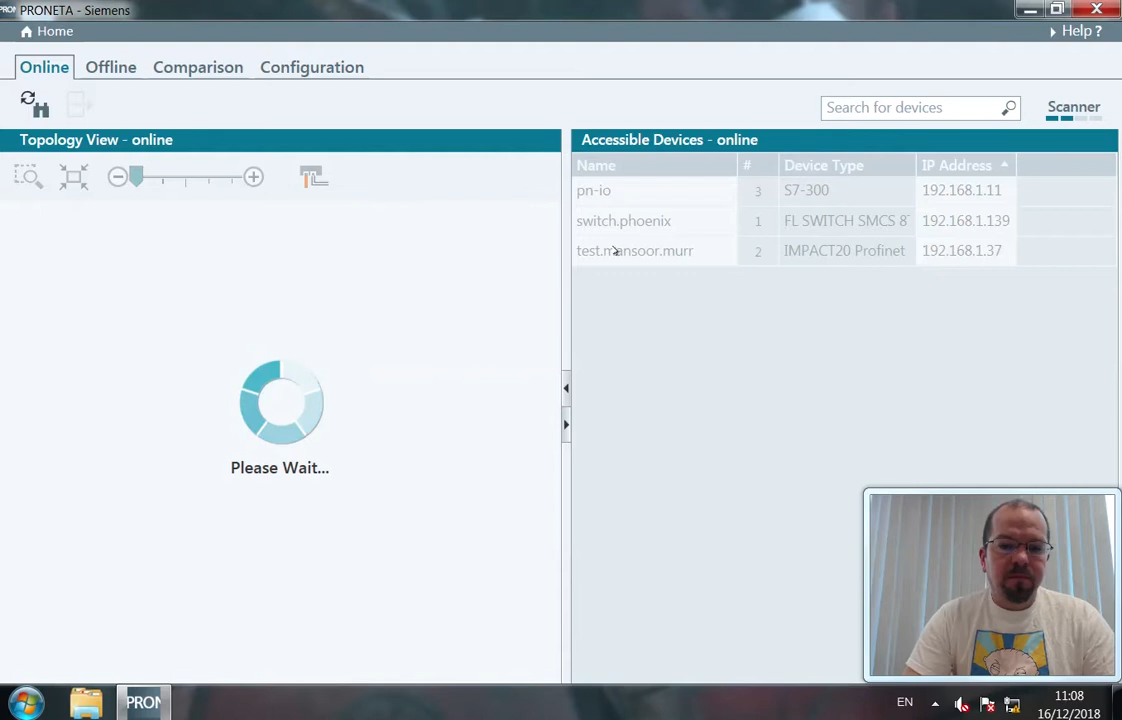 PRONETA - Siemens
Home
Help ?
Online Offline Comparison Configuration
Search for devices
Scanner
Topology View - online
Accessible Devices - online
Name # Device Type IP Address
pn-io 3 S7-300 192.168.1.11
switch.phoenix 1 FL SWITCH SMCS 8T 192.168.1.139
test.mansoor.murr 2 IMPACT20 Profinet 192.168.1.37
Please Wait...
PRON
EN
11:08
16/12/2018